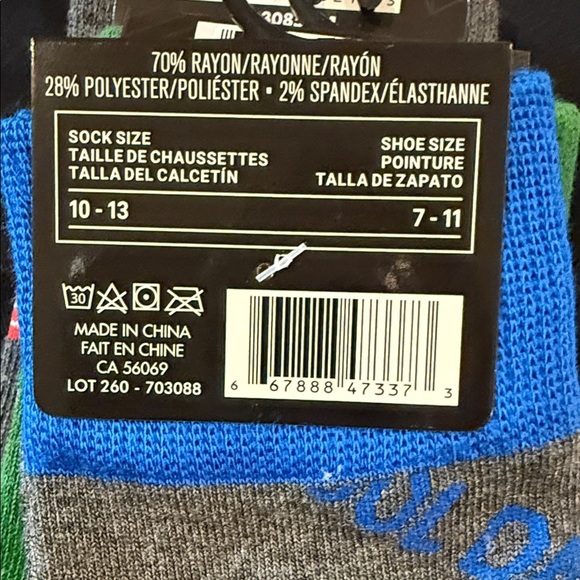 70% RAYON/RAYONNE/RAYÓN
28% POLYESTER/POLIÉSTER • 2% SPANDEX/ÉLASTHANNE
SOCK SIZE
TAILLE DE CHAUSSETTES
TALLA DEL CALCETÍN
SHOE SIZE
POINTURE
TALLA DE ZAPATO
10 - 13
7 - 11
30
MADE IN CHINA
FAIT EN CHINE
CA 56069
LOT 260 - 703088
6 67888 47337 3